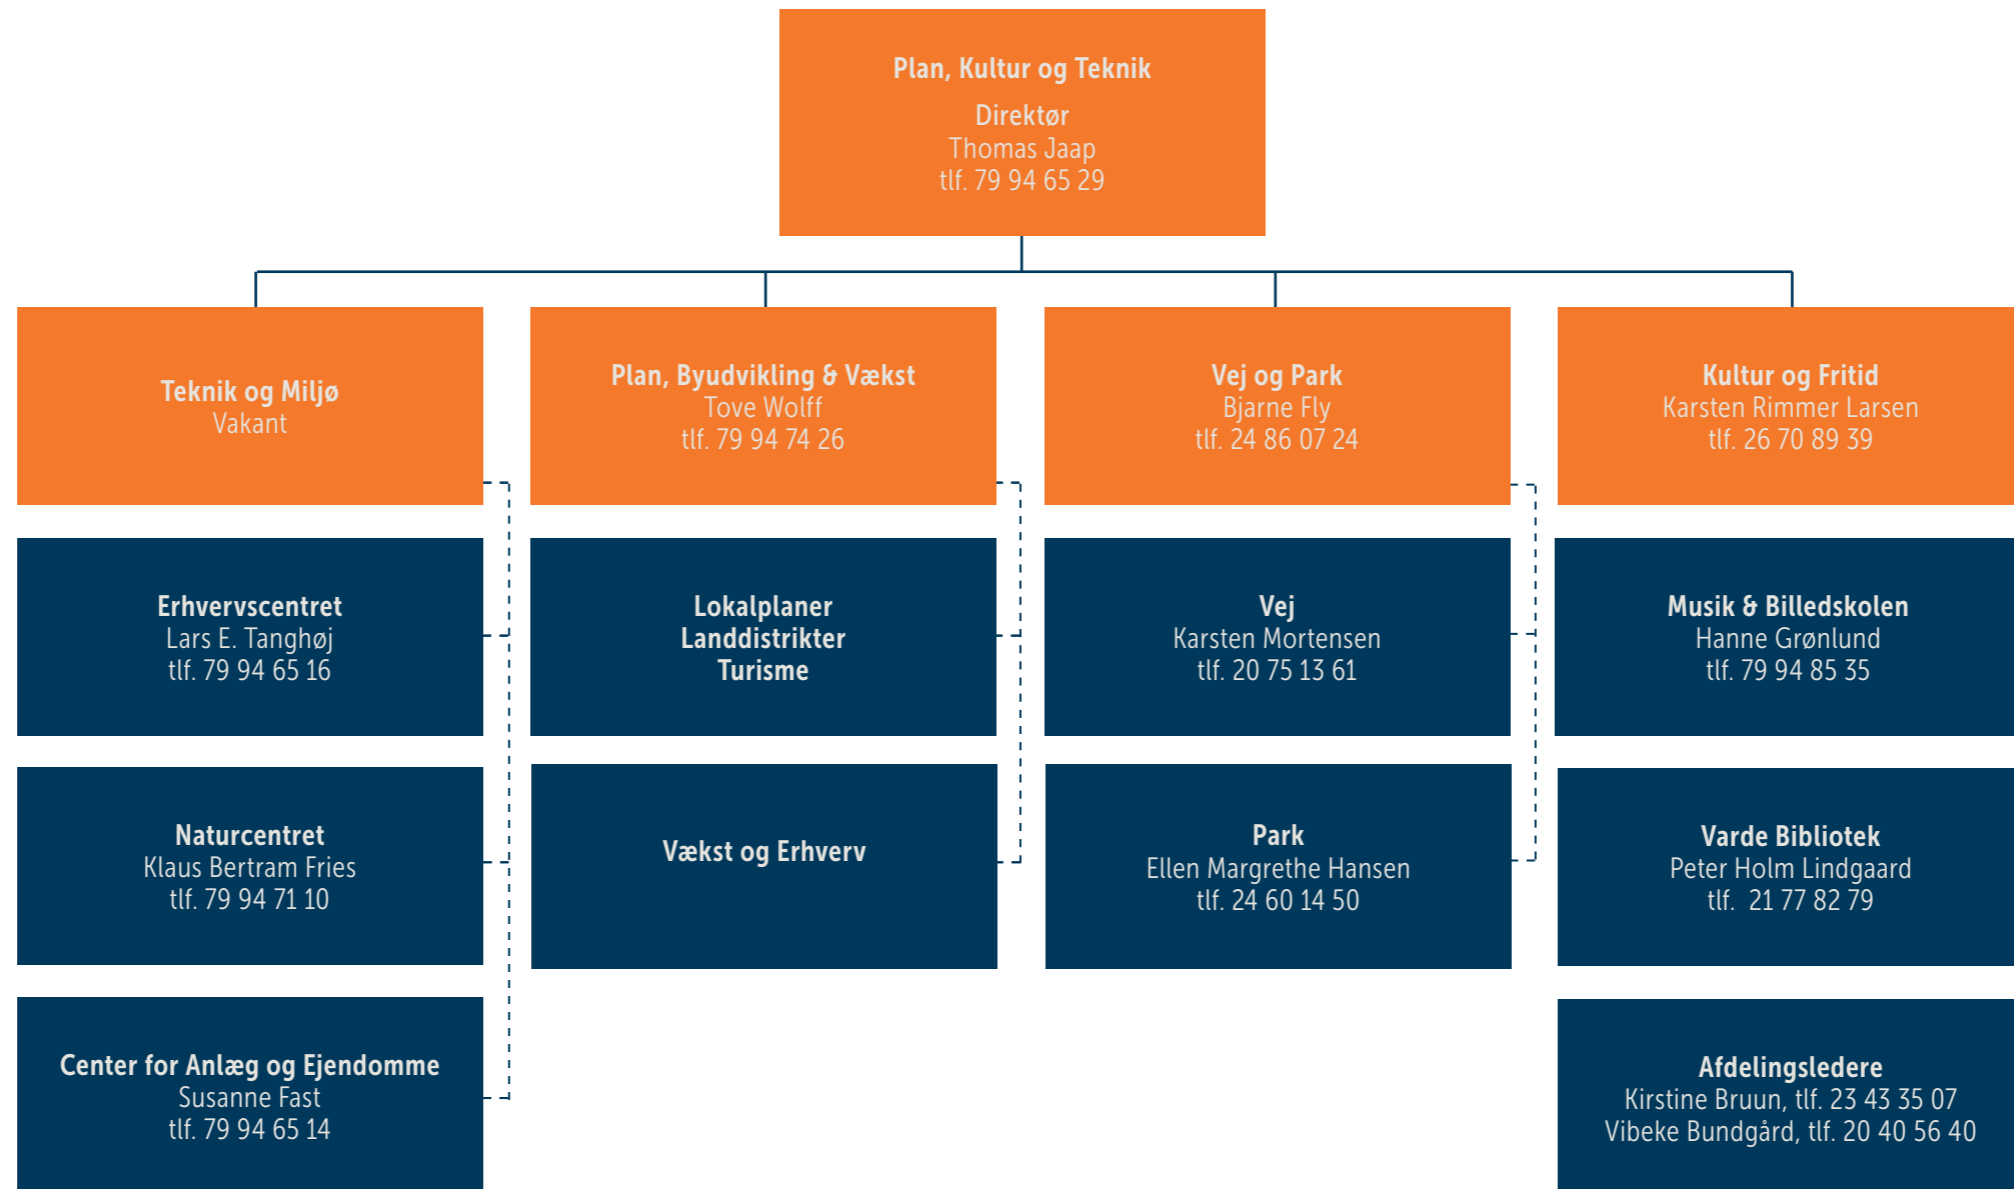 Plan, Kultur og Teknik
Direktør
Thomas Jaap
tlf. 79 94 65 29
Teknik og Miljø
Vakant
Plan, Byudvikling & Vækst
Tove Wolff
tlf. 79 94 74 26
Vej og Park
Bjarne Fly
tlf. 24 86 07 24
Kultur og Fritid
Karsten Rimmer Larsen
tlf. 26 70 89 39
Erhvervscentret
Lars E. Tanghøj
tlf. 79 94 65 16
Lokalplaner
Landdistrikter
Turisme
Vej
Karsten Mortensen
tlf. 20 75 13 61
Musik & Billedskolen
Hanne Grønlund
tlf. 79 94 85 35
Naturcentret
Klaus Bertram Fries
tlf. 79 94 71 10
Vækst og Erhverv
Park
Ellen Margrethe Hansen
tlf. 24 60 14 50
Varde Bibliotek
Peter Holm Lindgaard
tlf. 21 77 82 79
Center for Anlæg og Ejendomme
Susanne Fast
tlf. 79 94 65 14
Afdelingsledere
Kirstine Bruun, tlf. 23 43 35 07
Vibeke Bundgård, tlf. 20 40 56 40